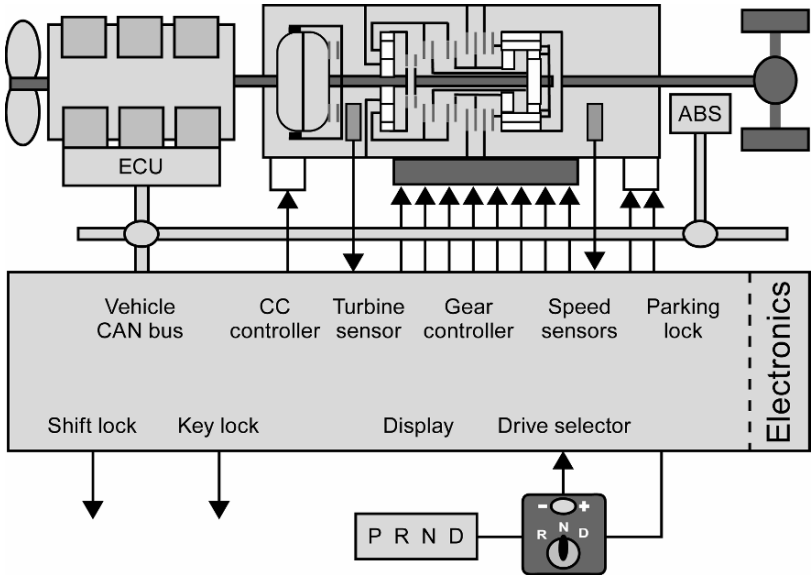 ECU
ABS
Vehicle
CAN bus
CC
controller
Turbine
sensor
Gear
controller
Speed
sensors
Parking
lock
Electronics
Shift lock
Key lock
Display
Drive selector
P R N D
- +
R N D